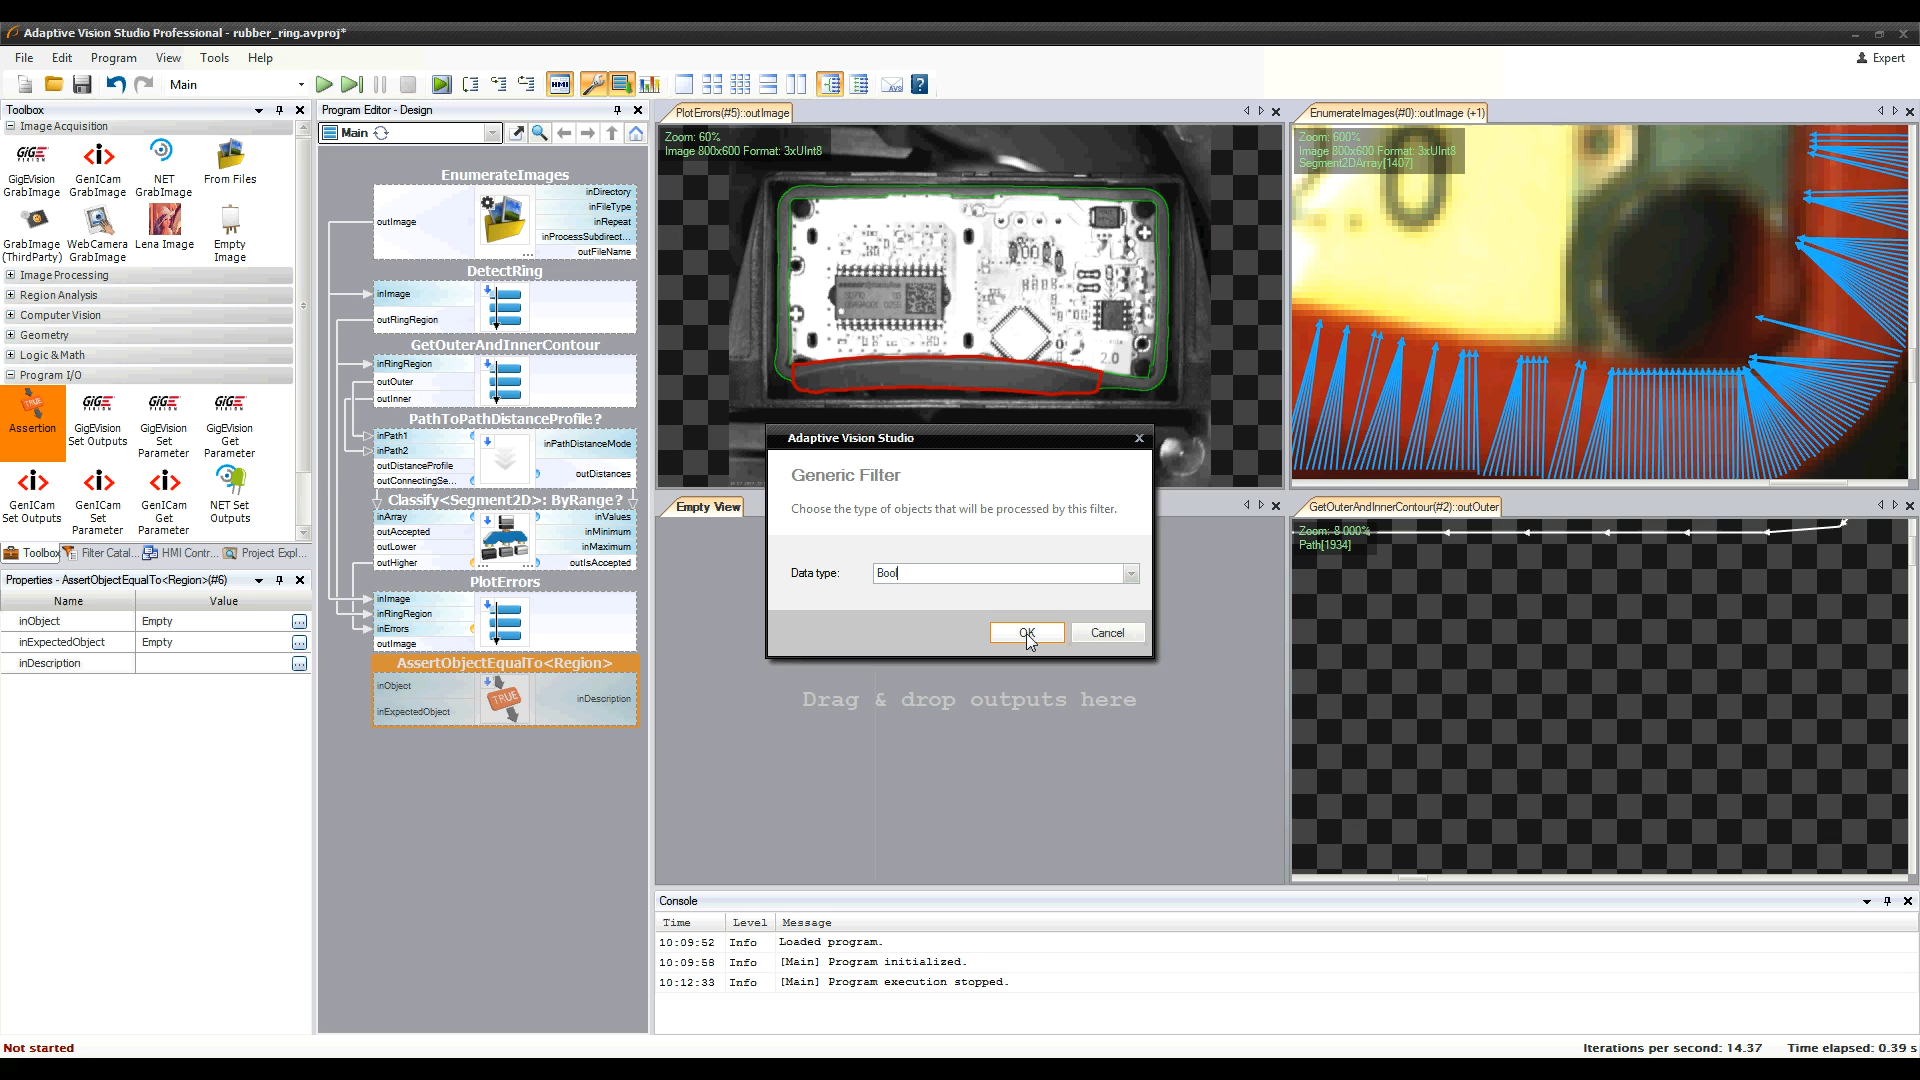 Adaptive Vision Studio Professional - rubber_ring.avproj*
File Edit Program View Tools Help
Expert
Main
HMI
AVS
Toolbox
Image Acquisition
GigEVision GrabImage
GenICam GrabImage
NET GrabImage
From Files
GrabImage (ThirdParty)
WebCamera GrabImage
Lena Image
Empty Image
Image Processing
Region Analysis
Computer Vision
Geometry
Logic & Math
Program I/O
Assertion
GigEVision Set Outputs
GigEVision Set Parameter
GigEVision Get Parameter
GenICam Set Outputs
GenICam Set Parameter
GenICam Get Parameter
NET Set Outputs
Toolbox
Filter Catal...
HMI Contr...
Project Expl...
Properties - AssertObjectEqualTo<Region>(#6)
Name Value
inObject Empty
inExpectedObject Empty
inDescription
Program Editor - Design
Main
EnumerateImages
outImage
inDirectory
inFileType
inRepeat
inProcessSubdirect...
outFileName
DetectRing
inImage
outRingRegion
GetOuterAndInnerContour
inRingRegion
outOuter
outInner
PathToPathDistanceProfile?
inPath1
inPath2
outDistanceProfile
outConnectingSe...
inPathDistanceMode
outDistances
Classify<Segment2D>: ByRange?
inArray
outAccepted
outLower
outHigher
inValues
inMinimum
inMaximum
outIsAccepted
PlotErrors
inImage
inRingRegion
inErrors
outImage
AssertObjectEqualTo<Region>
inObject
inExpectedObject
TRUE
inDescription
PlotErrors(#5)::outImage
Zoom: 60%
Image 800x600 Format: 3xUInt8
2.0
EnumerateImages(#0)::outImage (+1)
Zoom: 600%
Image 800x600 Format: 3xUInt8
Segment2DArray[1407]
Adaptive Vision Studio
Generic Filter
Choose the type of objects that will be processed by this filter.
Data type: Bool
OK Cancel
Empty View
Drag & drop outputs here
GetOuterAndInnerContour(#2)::outOuter
Zoom: 8 000%
Path[1934]
Console
Time Level Message
10:09:52 Info Loaded program.
10:09:58 Info [Main] Program initialized.
10:12:33 Info [Main] Program execution stopped.
Not started
Iterations per second: 14.37 Time elapsed: 0.39 s